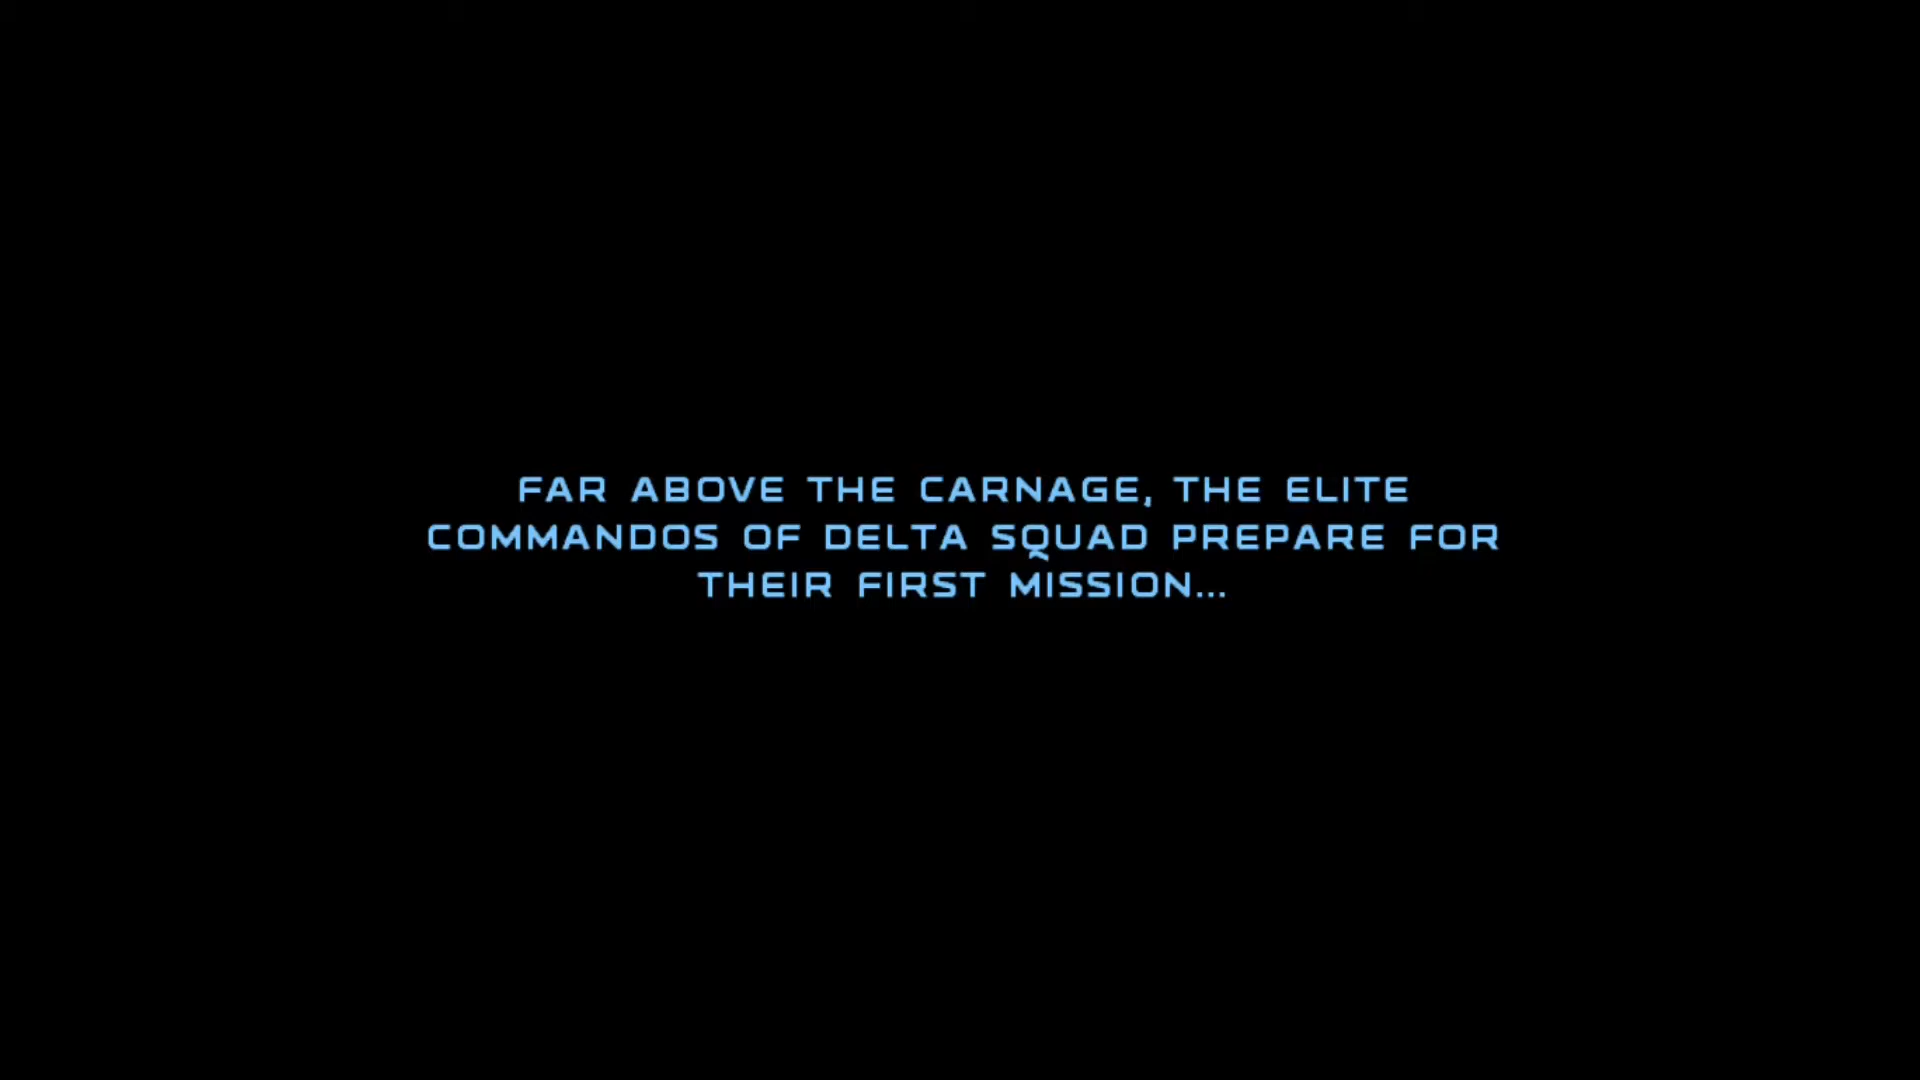 FAR ABOVE THE CARNAGE, THE ELITE
COMMANDOS OF DELTA SQUAD PREPARE FOR
THEIR FIRST MISSION...